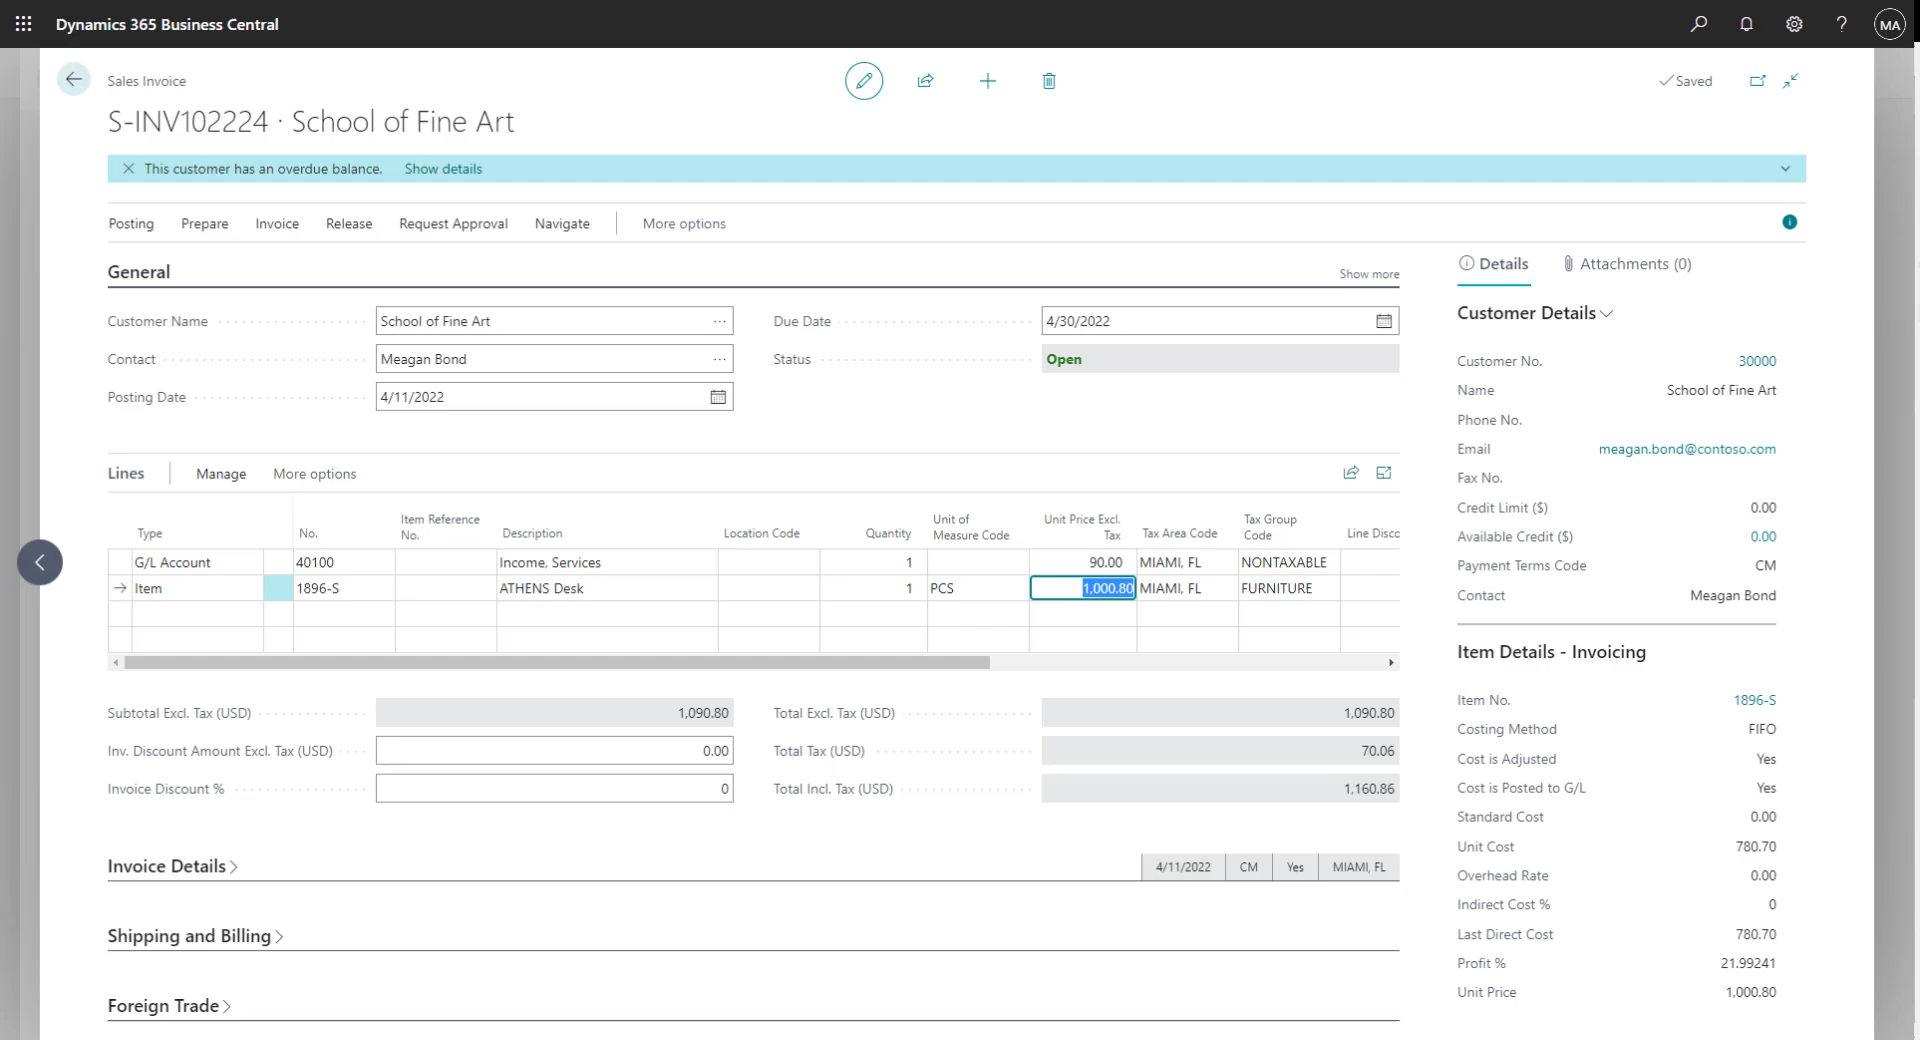 Dynamics 365 Business Central
MA
Sales Invoice
Saved
S-INV102224 · School of Fine Art
This customer has an overdue balance. Show details
Posting Prepare Invoice Release Request Approval Navigate More options
General
Show more
Customer Name School of Fine Art
Contact Meagan Bond
Posting Date 4/11/2022
Due Date 4/30/2022
Status Open
Lines Manage More options
Type No. Item Reference No. Description Location Code Quantity Unit of Measure Code Unit Price Excl. Tax Tax Area Code Tax Group Code Line Disco
G/L Account 40100 Income, Services 1 90.00 MIAMI, FL NONTAXABLE
Item 1896-S ATHENS Desk 1 PCS 1,000.80 MIAMI, FL FURNITURE
Subtotal Excl. Tax (USD) 1,090.80
Inv. Discount Amount Excl. Tax (USD) 0.00
Invoice Discount % 0
Total Excl. Tax (USD) 1,090.80
Total Tax (USD) 70.06
Total Incl. Tax (USD) 1,160.86
Invoice Details 4/11/2022 CM Yes MIAMI, FL
Shipping and Billing
Foreign Trade
Details Attachments (0)
Customer Details
Customer No. 30000
Name School of Fine Art
Phone No.
Email meagan.bond@contoso.com
Fax No.
Credit Limit ($) 0.00
Available Credit ($) 0.00
Payment Terms Code CM
Contact Meagan Bond
Item Details - Invoicing
Item No. 1896-S
Costing Method FIFO
Cost is Adjusted Yes
Cost is Posted to G/L Yes
Standard Cost 0.00
Unit Cost 780.70
Overhead Rate 0.00
Indirect Cost % 0
Last Direct Cost 780.70
Profit % 21.99241
Unit Price 1,000.80